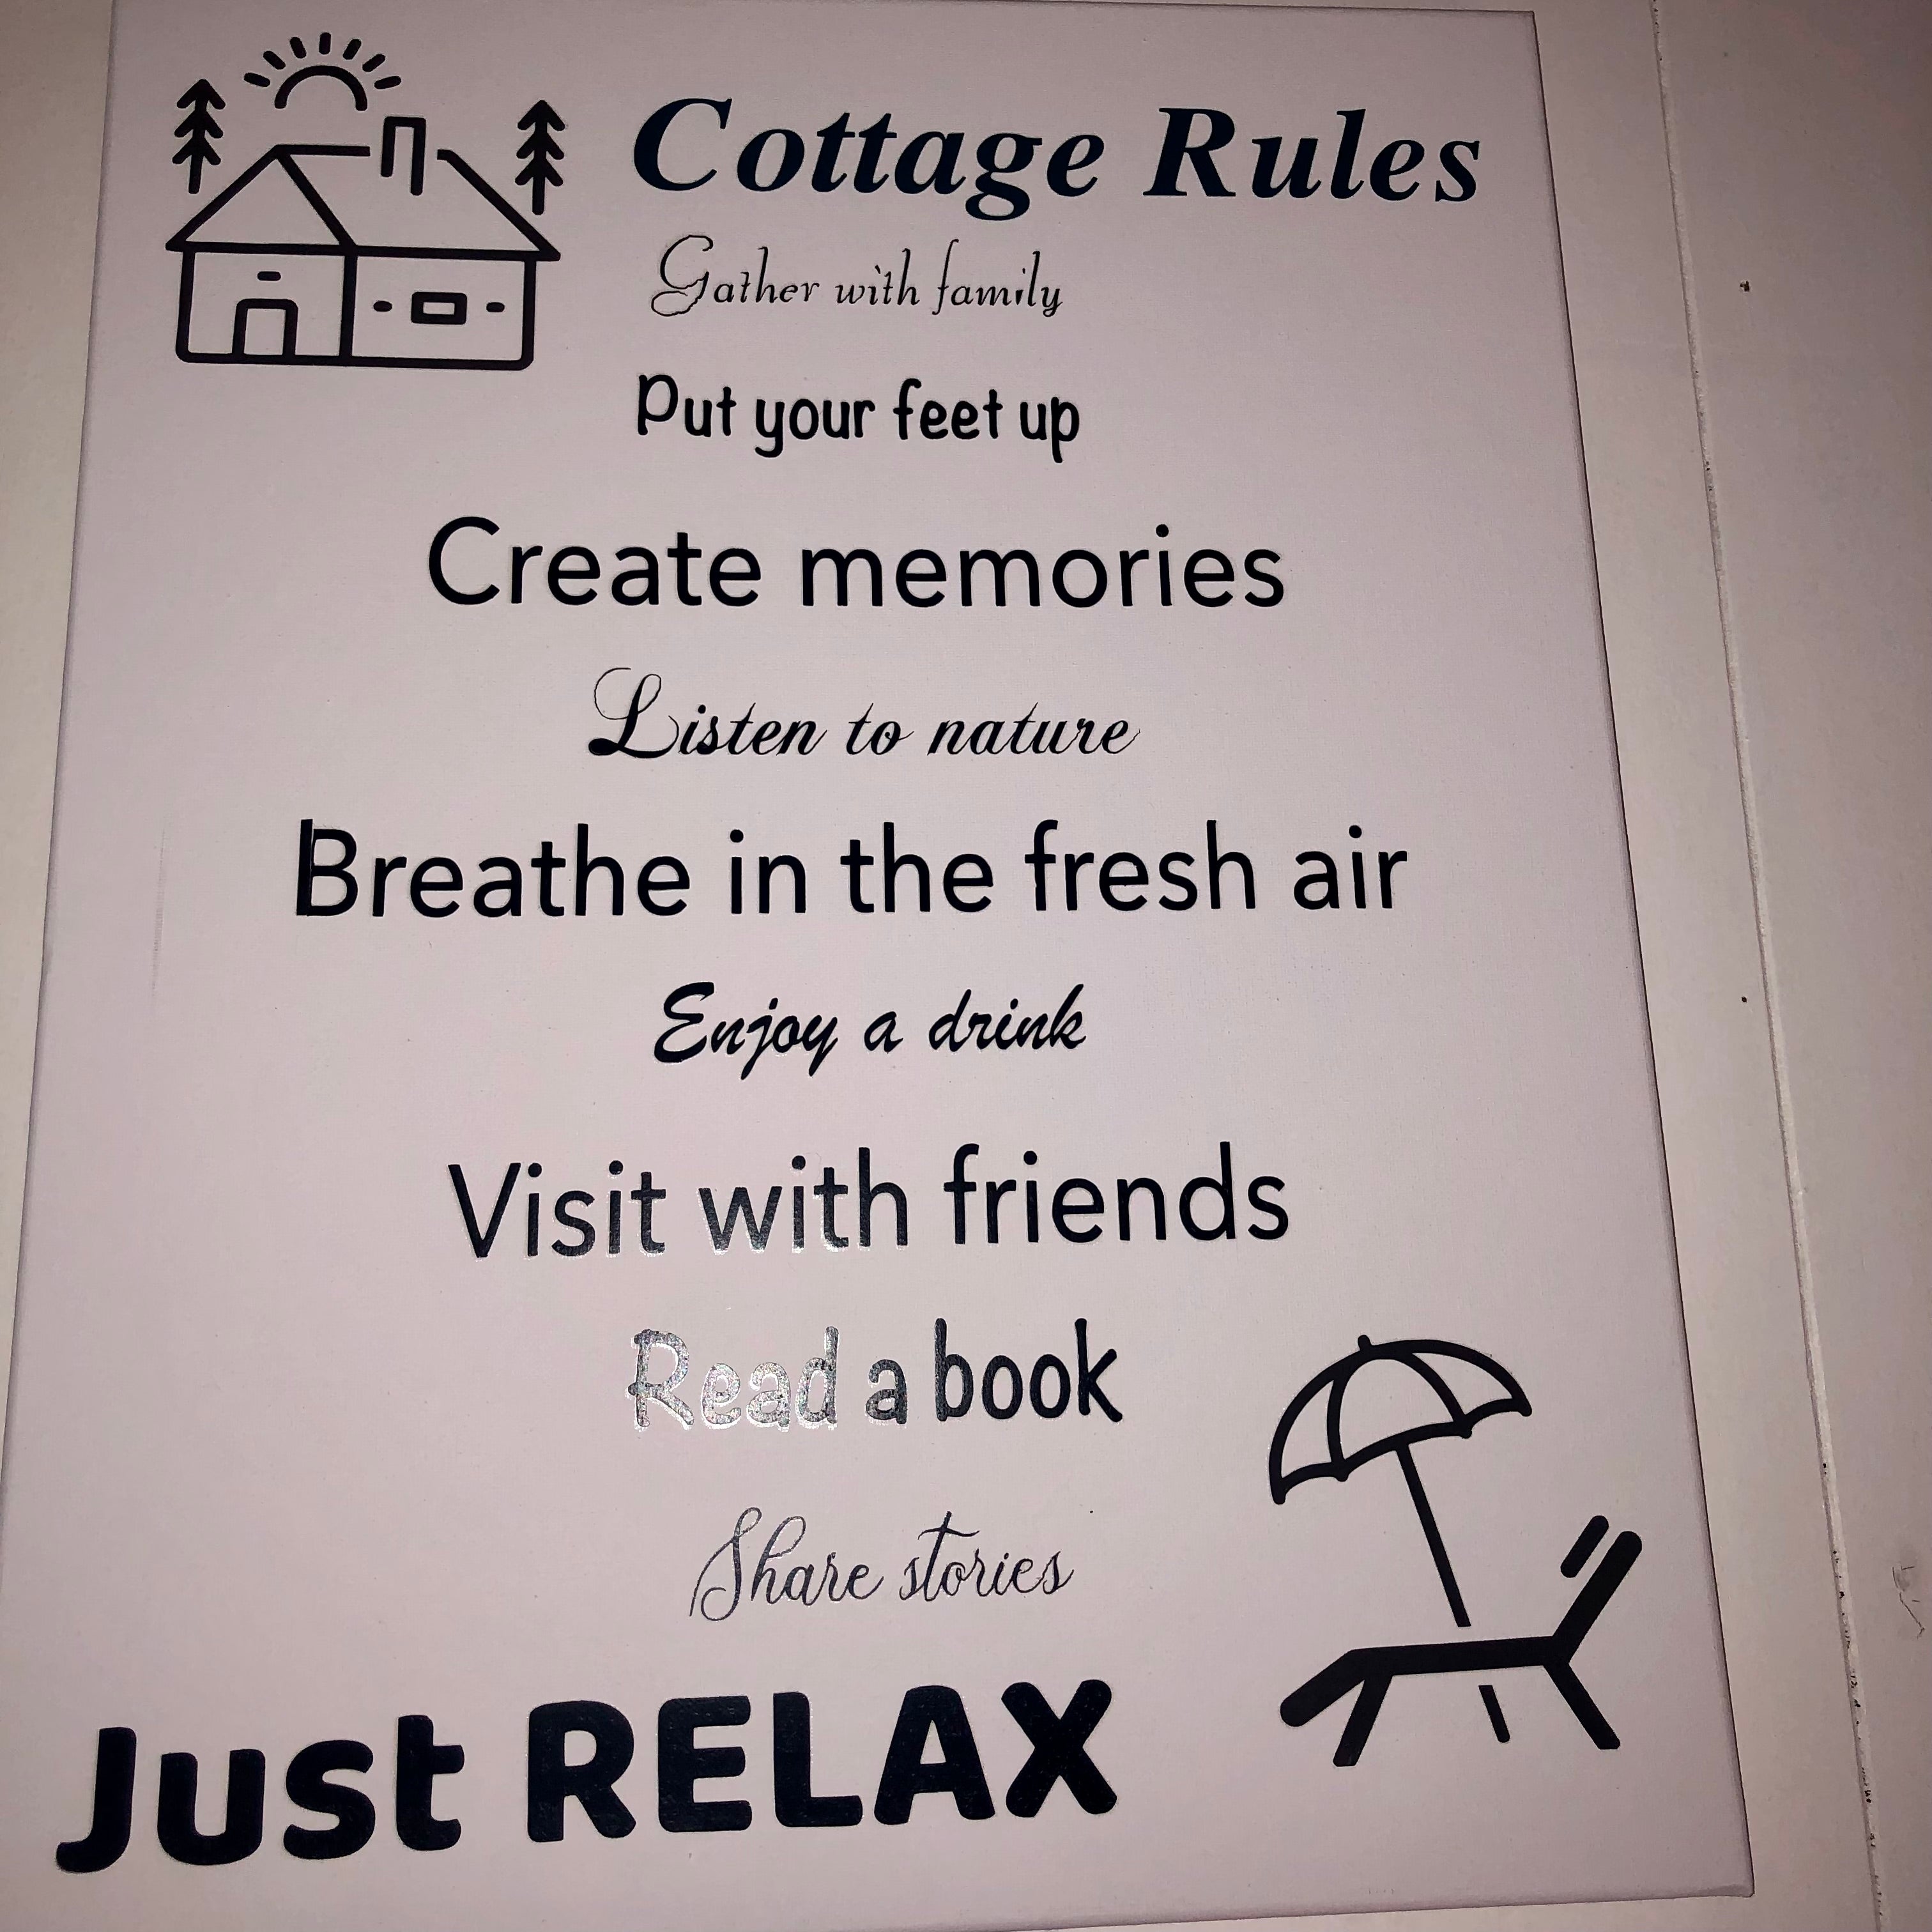 Cottage Rules
Gather with family
Put your feet up
Create memories
Listen to nature
Breathe in the fresh air
Enjoy a drink
Visit with friends
Read a book
Share stories
Just RELAX